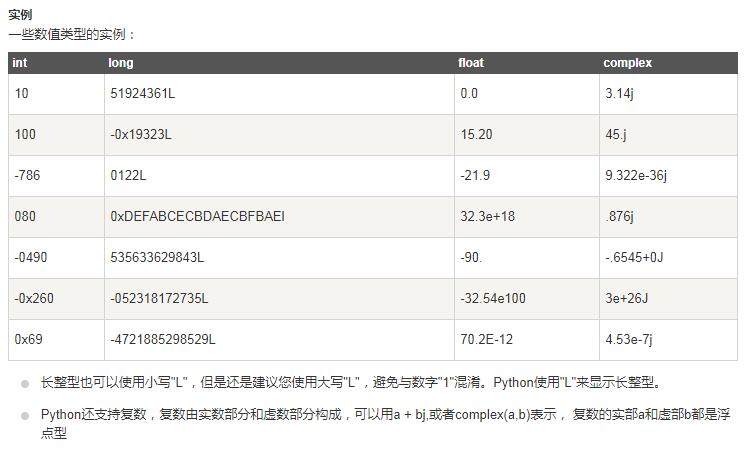 实例
一些数值类型的实例：
int long float complex
10 51924361L 0.0 3.14j
100 -0x19323L 15.20 45.j
-786 0122L -21.9 9.322e-36j
080 0xDEFABCECBDAECBFBAEl 32.3e+18 .876j
-0490 535633629843L -90. -.6545+0J
-0x260 -052318172735L -32.54e100 3e+26J
0x69 -4721885298529L 70.2E-12 4.53e-7j
长整型也可以使用小写"L"，但是还是建议您使用大写"L"，避免与数字"1"混淆。Python使用"L"来显示长整型。
Python还支持复数，复数由实数部分和虚数部分构成，可以用a + bj,或者complex(a,b)表示， 复数的实部a和虚部b都是浮
点型